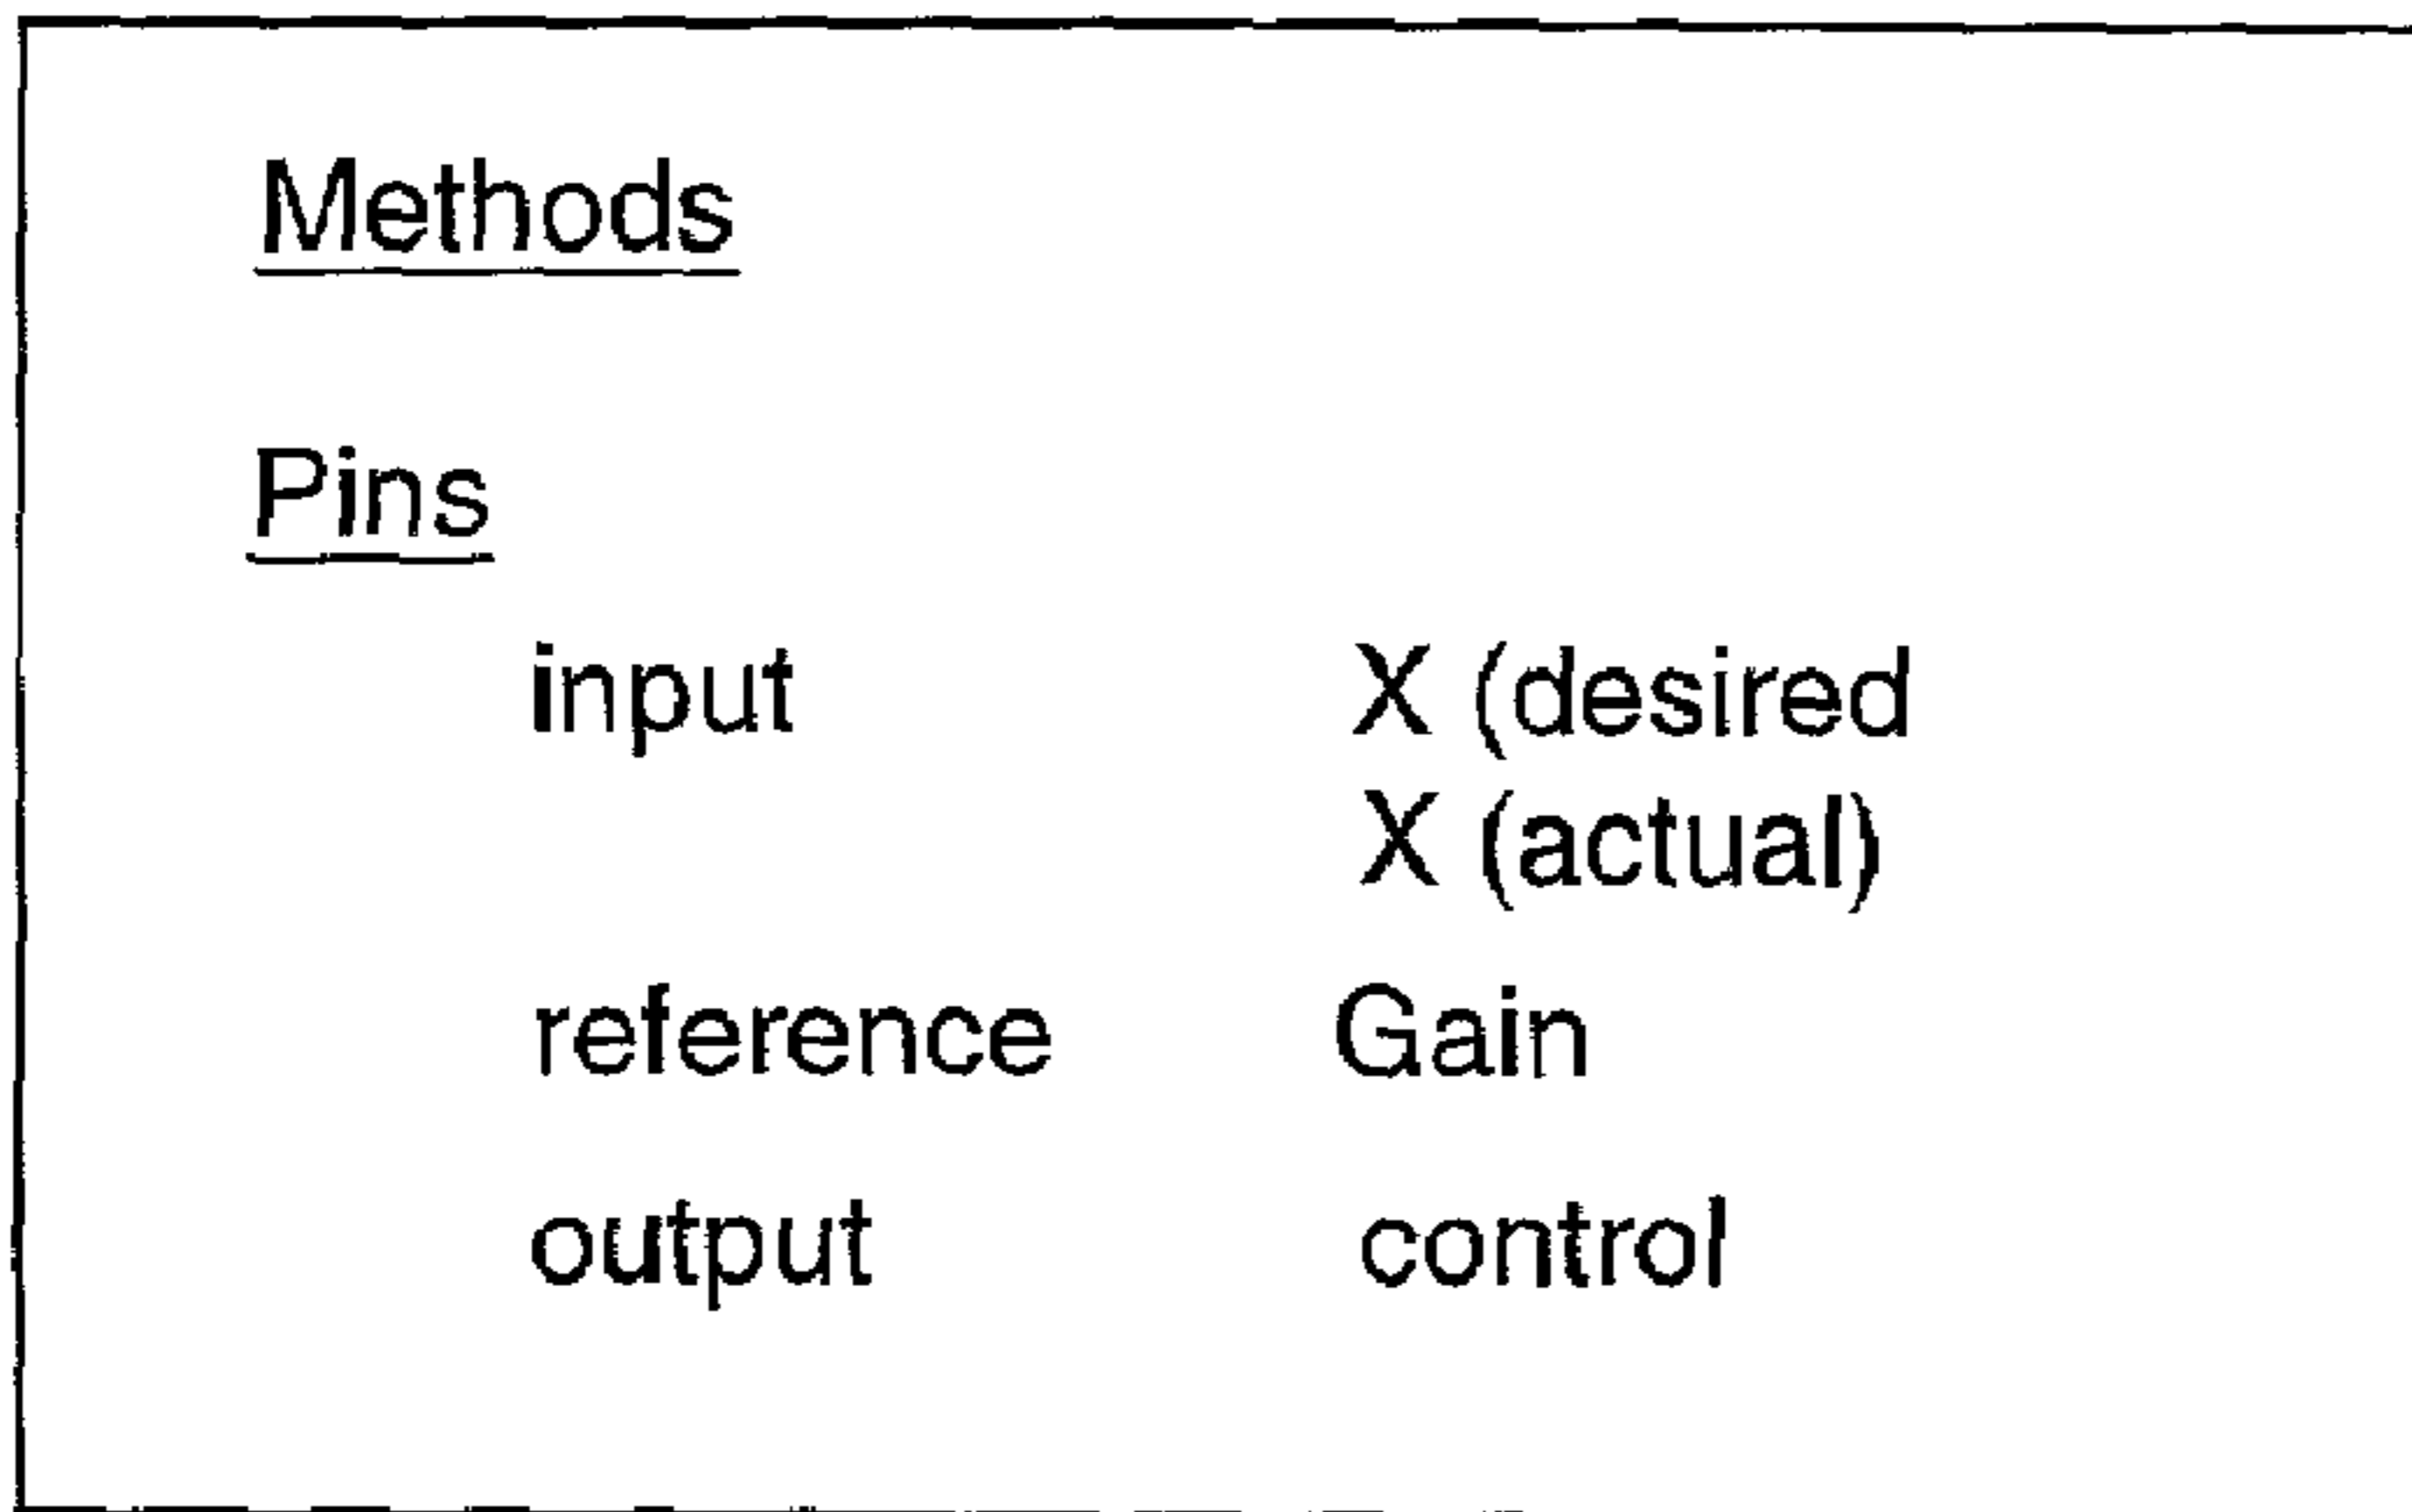 Methods
Pins
input X (desired
X (actual)
reference Gain
output control